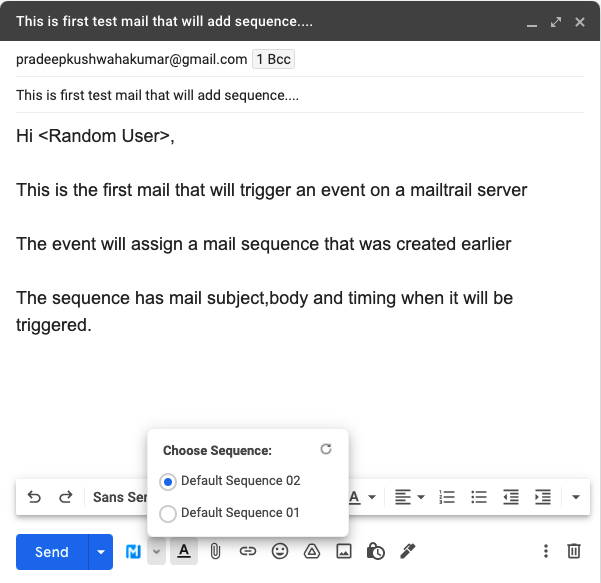 This is first test mail that will add sequence....
pradeepkushwahakumar@gmail.com 1 Bcc
This is first test mail that will add sequence....
Hi <Random User>,
This is the first mail that will trigger an event on a mailtrail server
The event will assign a mail sequence that was created earlier
The sequence has mail subject,body and timing when it will be
triggered.
Choose Sequence:
Default Sequence 02
Sans Ser
A
Default Sequence 01
Send
A